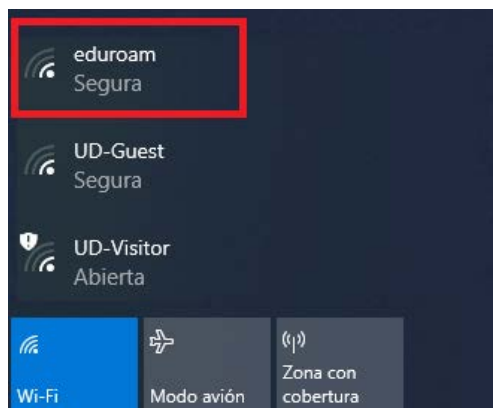 eduroam
Segura
UD-Guest
Segura
UD-Visitor
Abierta
Wi-Fi
Modo avión
Zona con
cobertura